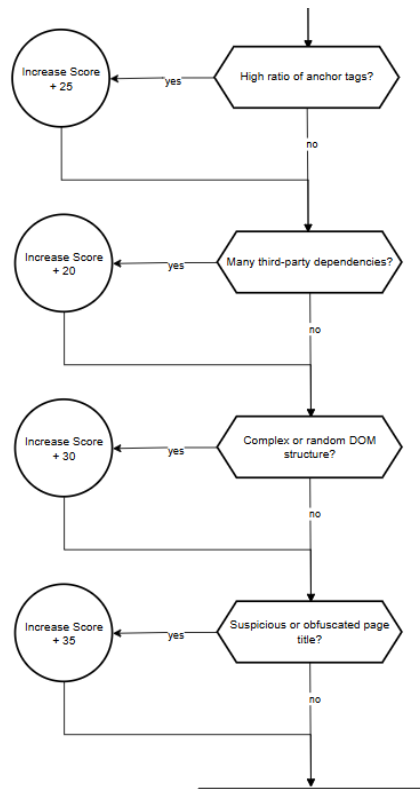 Increase Score
+ 25
yes
High ratio of anchor tags?
no
Increase Score
+ 20
yes
Many third-party dependencies?
no
Increase Score
+ 30
yes
Complex or random DOM
structure?
no
Increase Score
+ 35
yes
Suspicious or obfuscated page
title?
no